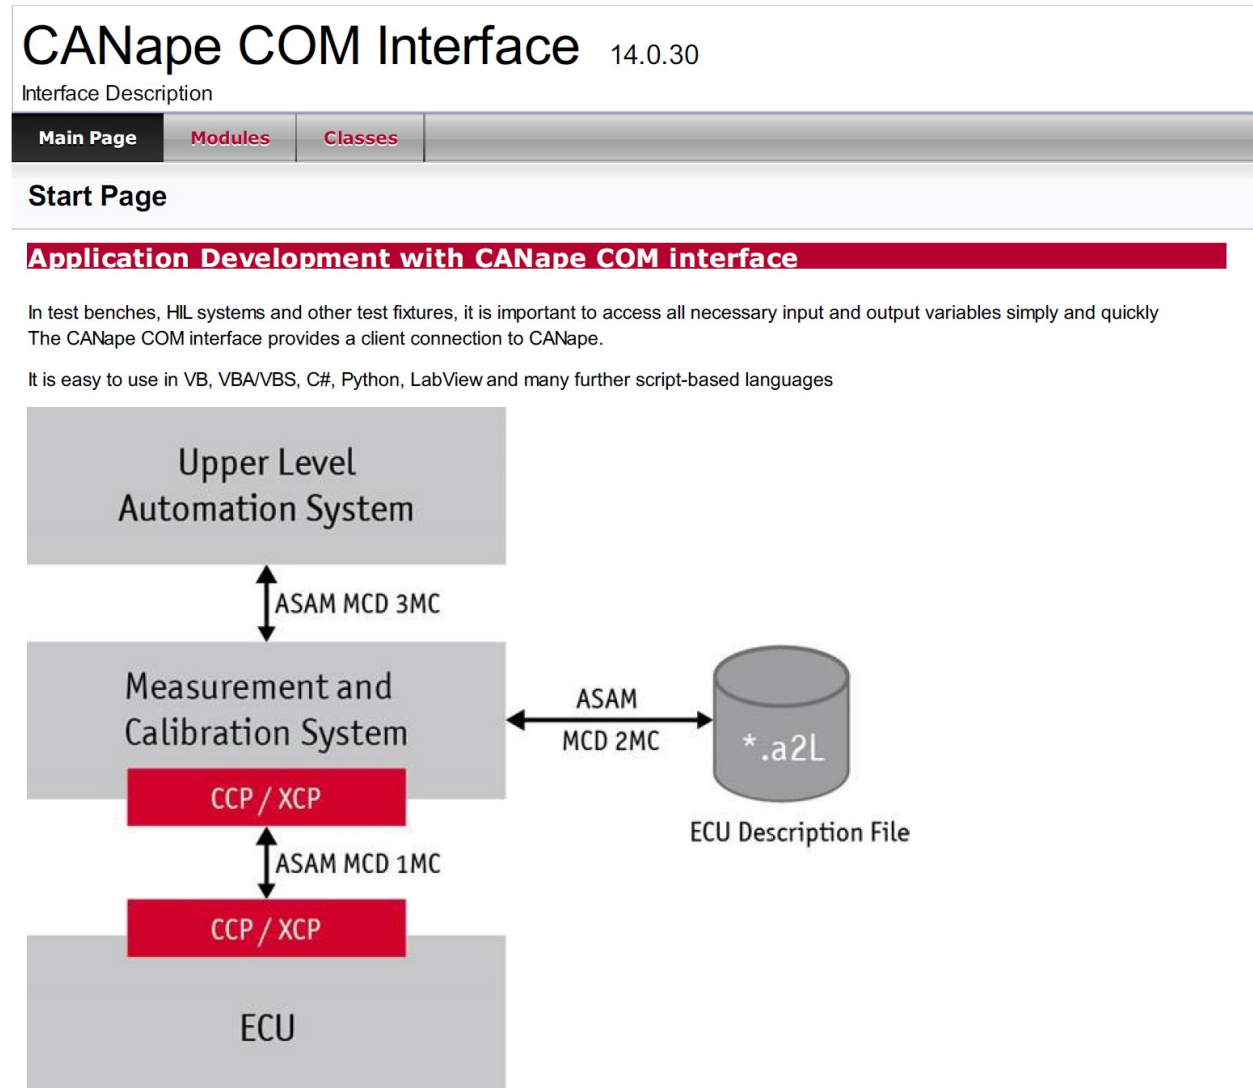 CANape COM Interface 14.0.30
Interface Description
Main Page Modules Classes
Start Page
Application Development with CANape COM interface
In test benches, HIL systems and other test fixtures, it is important to access all necessary input and output variables simply and quickly
The CANape COM interface provides a client connection to CANape.
It is easy to use in VB, VBA/VBS, C#, Python, LabView and many further script-based languages
Upper Level
Automation System
ASAM MCD 3MC
Measurement and
Calibration System
ASAM
MCD 2MC
*.a2L
ECU Description File
CCP / XCP
ASAM MCD 1MC
CCP / XCP
ECU